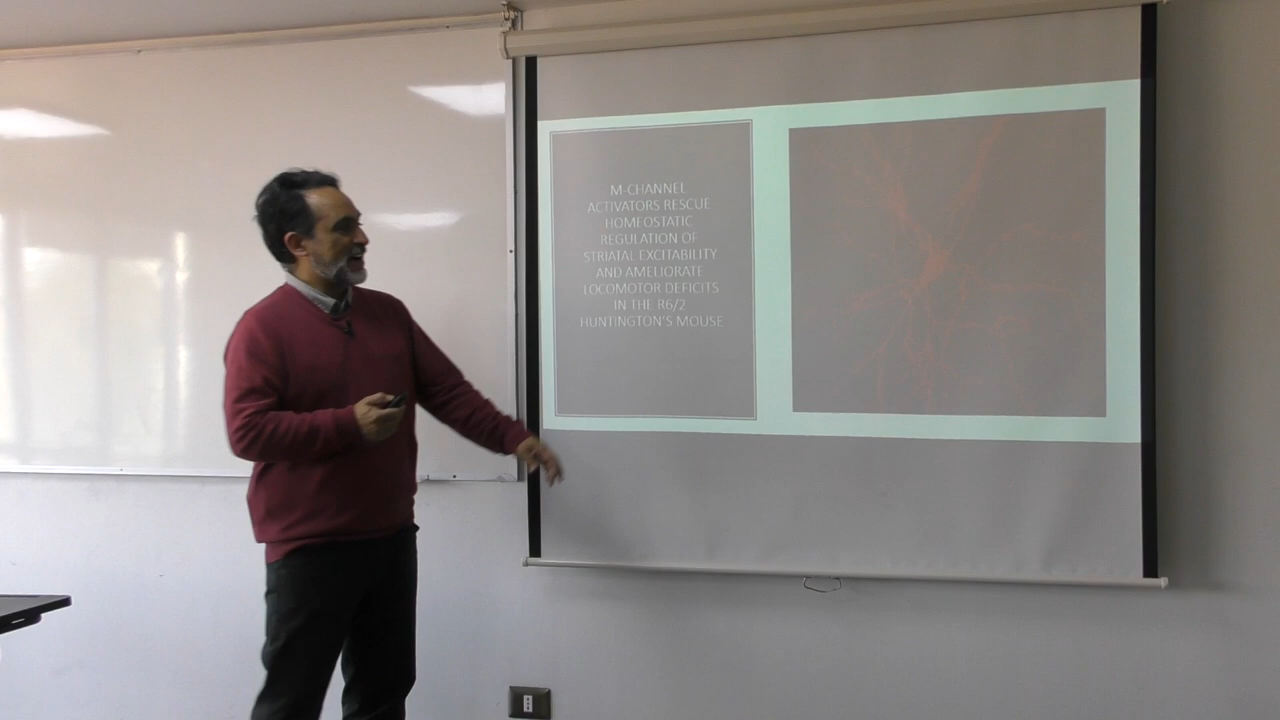 M-CHANNEL
ACTIVATORS RESCUE
HOMEOSTATIC
REGULATION OF
STRIATAL EXCITABILITY
AND AMELIORATE
LOCOMOTOR DEFICITS
IN THE R6/2
HUNTINGTON'S MOUSE